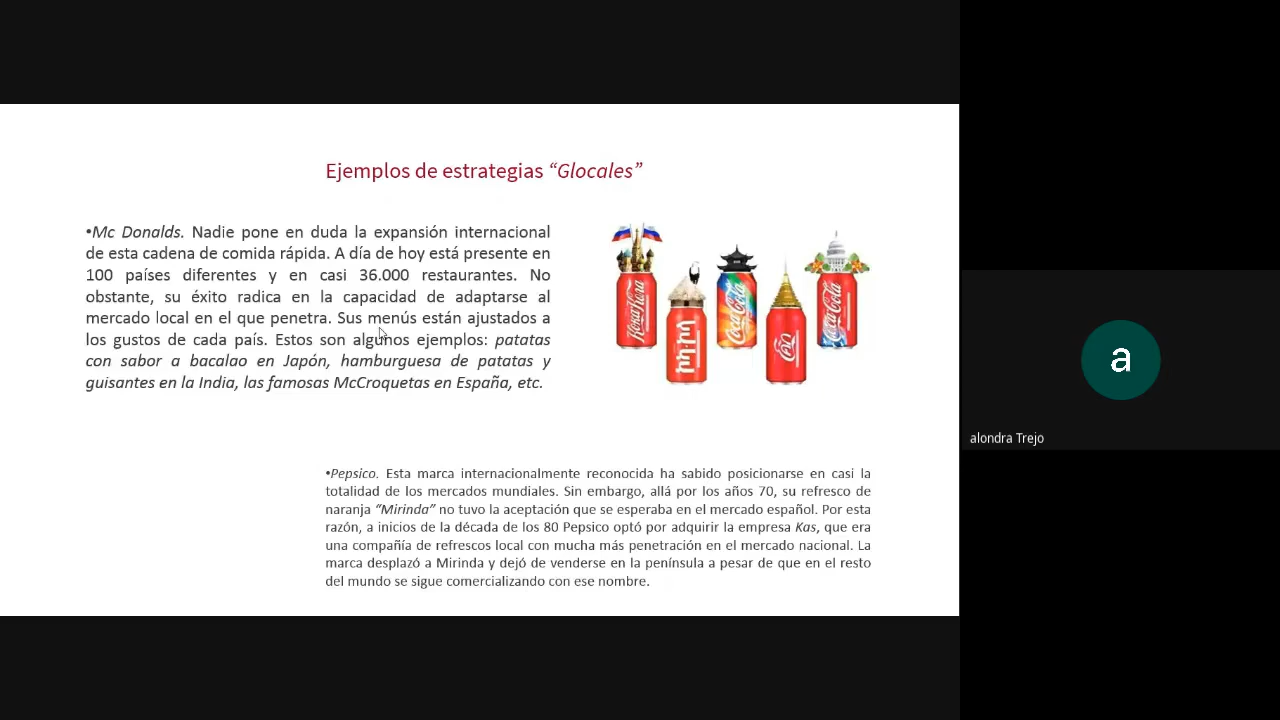 Ejemplos de estrategias “Glocales”
•Mc Donalds. Nadie pone en duda la expansión internacional
de esta cadena de comida rápida. A día de hoy está presente en
100 países diferentes y en casi 36.000 restaurantes. No
obstante, su éxito radica en la capacidad de adaptarse al
mercado local en el que penetra. Sus menús están ajustados a
los gustos de cada país. Estos son algunos ejemplos: patatas
con sabor a bacalao en Japón, hamburguesa de patatas y
guisantes en la India, las famosas McCroquetas en España, etc.
Coca-Cola
Coca-Cola
•Pepsico. Esta marca internacionalmente reconocida ha sabido posicionarse en casi la
totalidad de los mercados mundiales. Sin embargo, allá por los años 70, su refresco de
naranja “Mirinda” no tuvo la aceptación que se esperaba en el mercado español. Por esta
razón, a inicios de la década de los 80 Pepsico optó por adquirir la empresa Kas, que era
una compañía de refrescos local con mucha más penetración en el mercado nacional. La
marca desplazó a Mirinda y dejó de venderse en la península a pesar de que en el resto
del mundo se sigue comercializando con ese nombre.
a
alondra Trejo